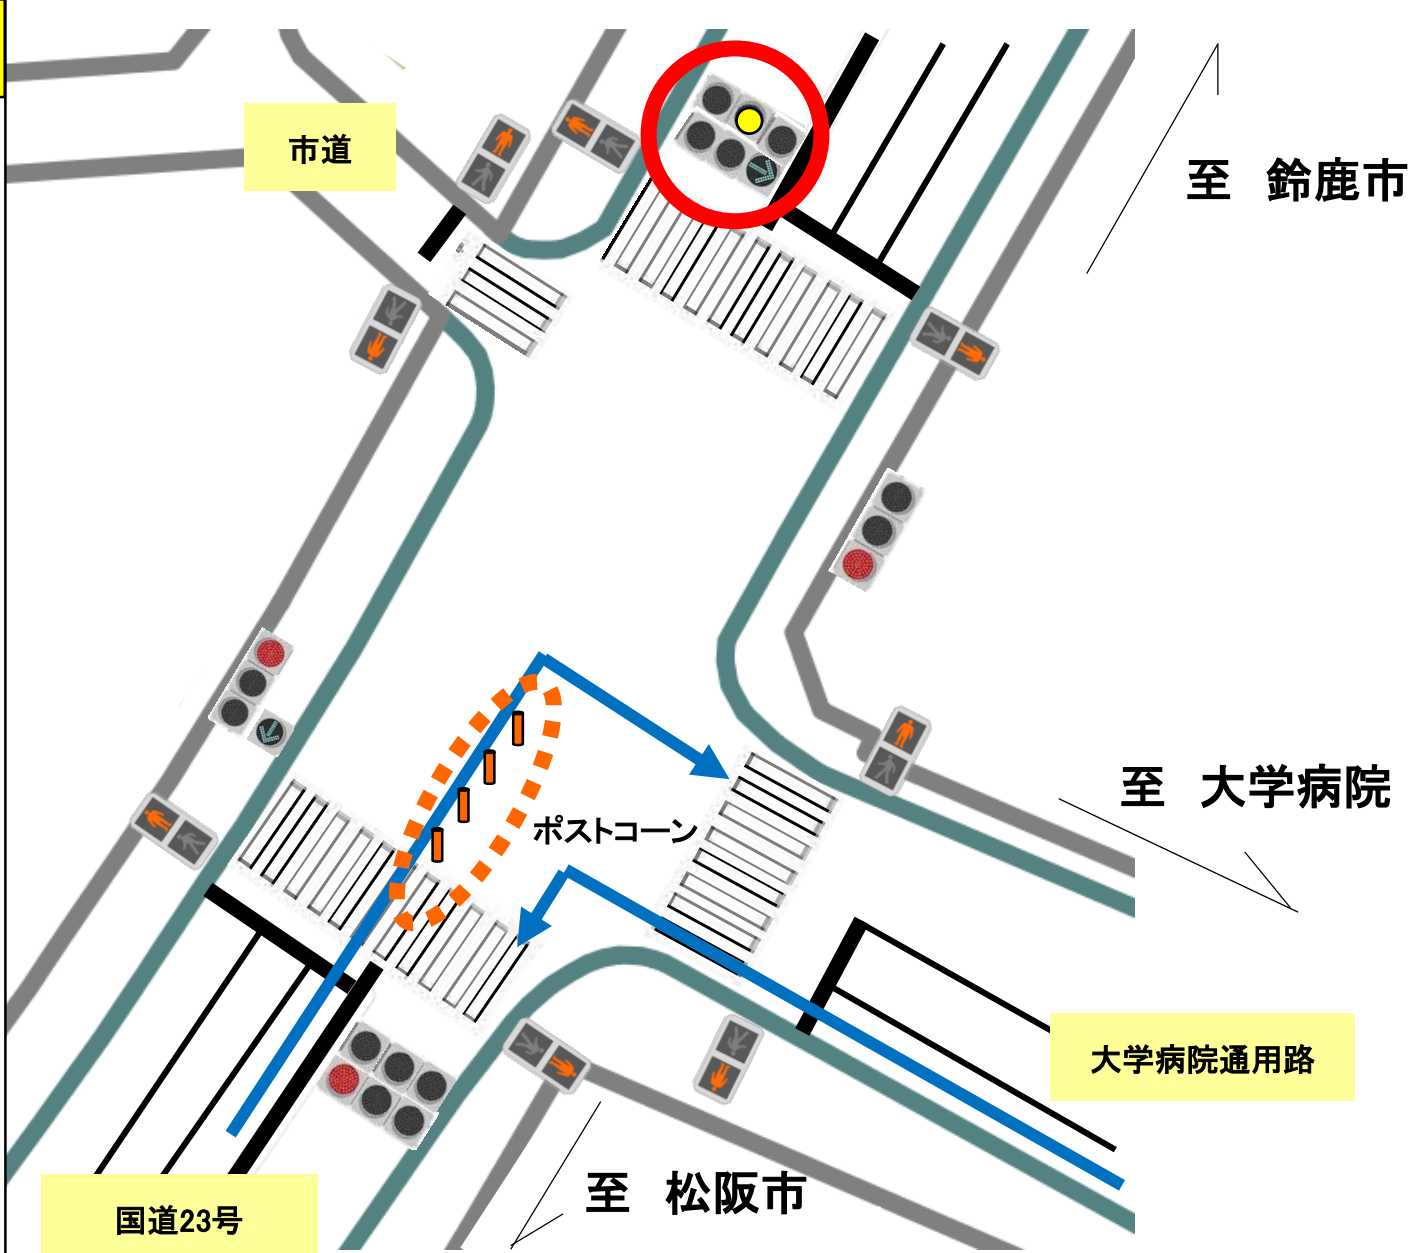 市道
至 鈴鹿市
至 大学病院
ポストコーン
大学病院通用路
至 松阪市
国道23号